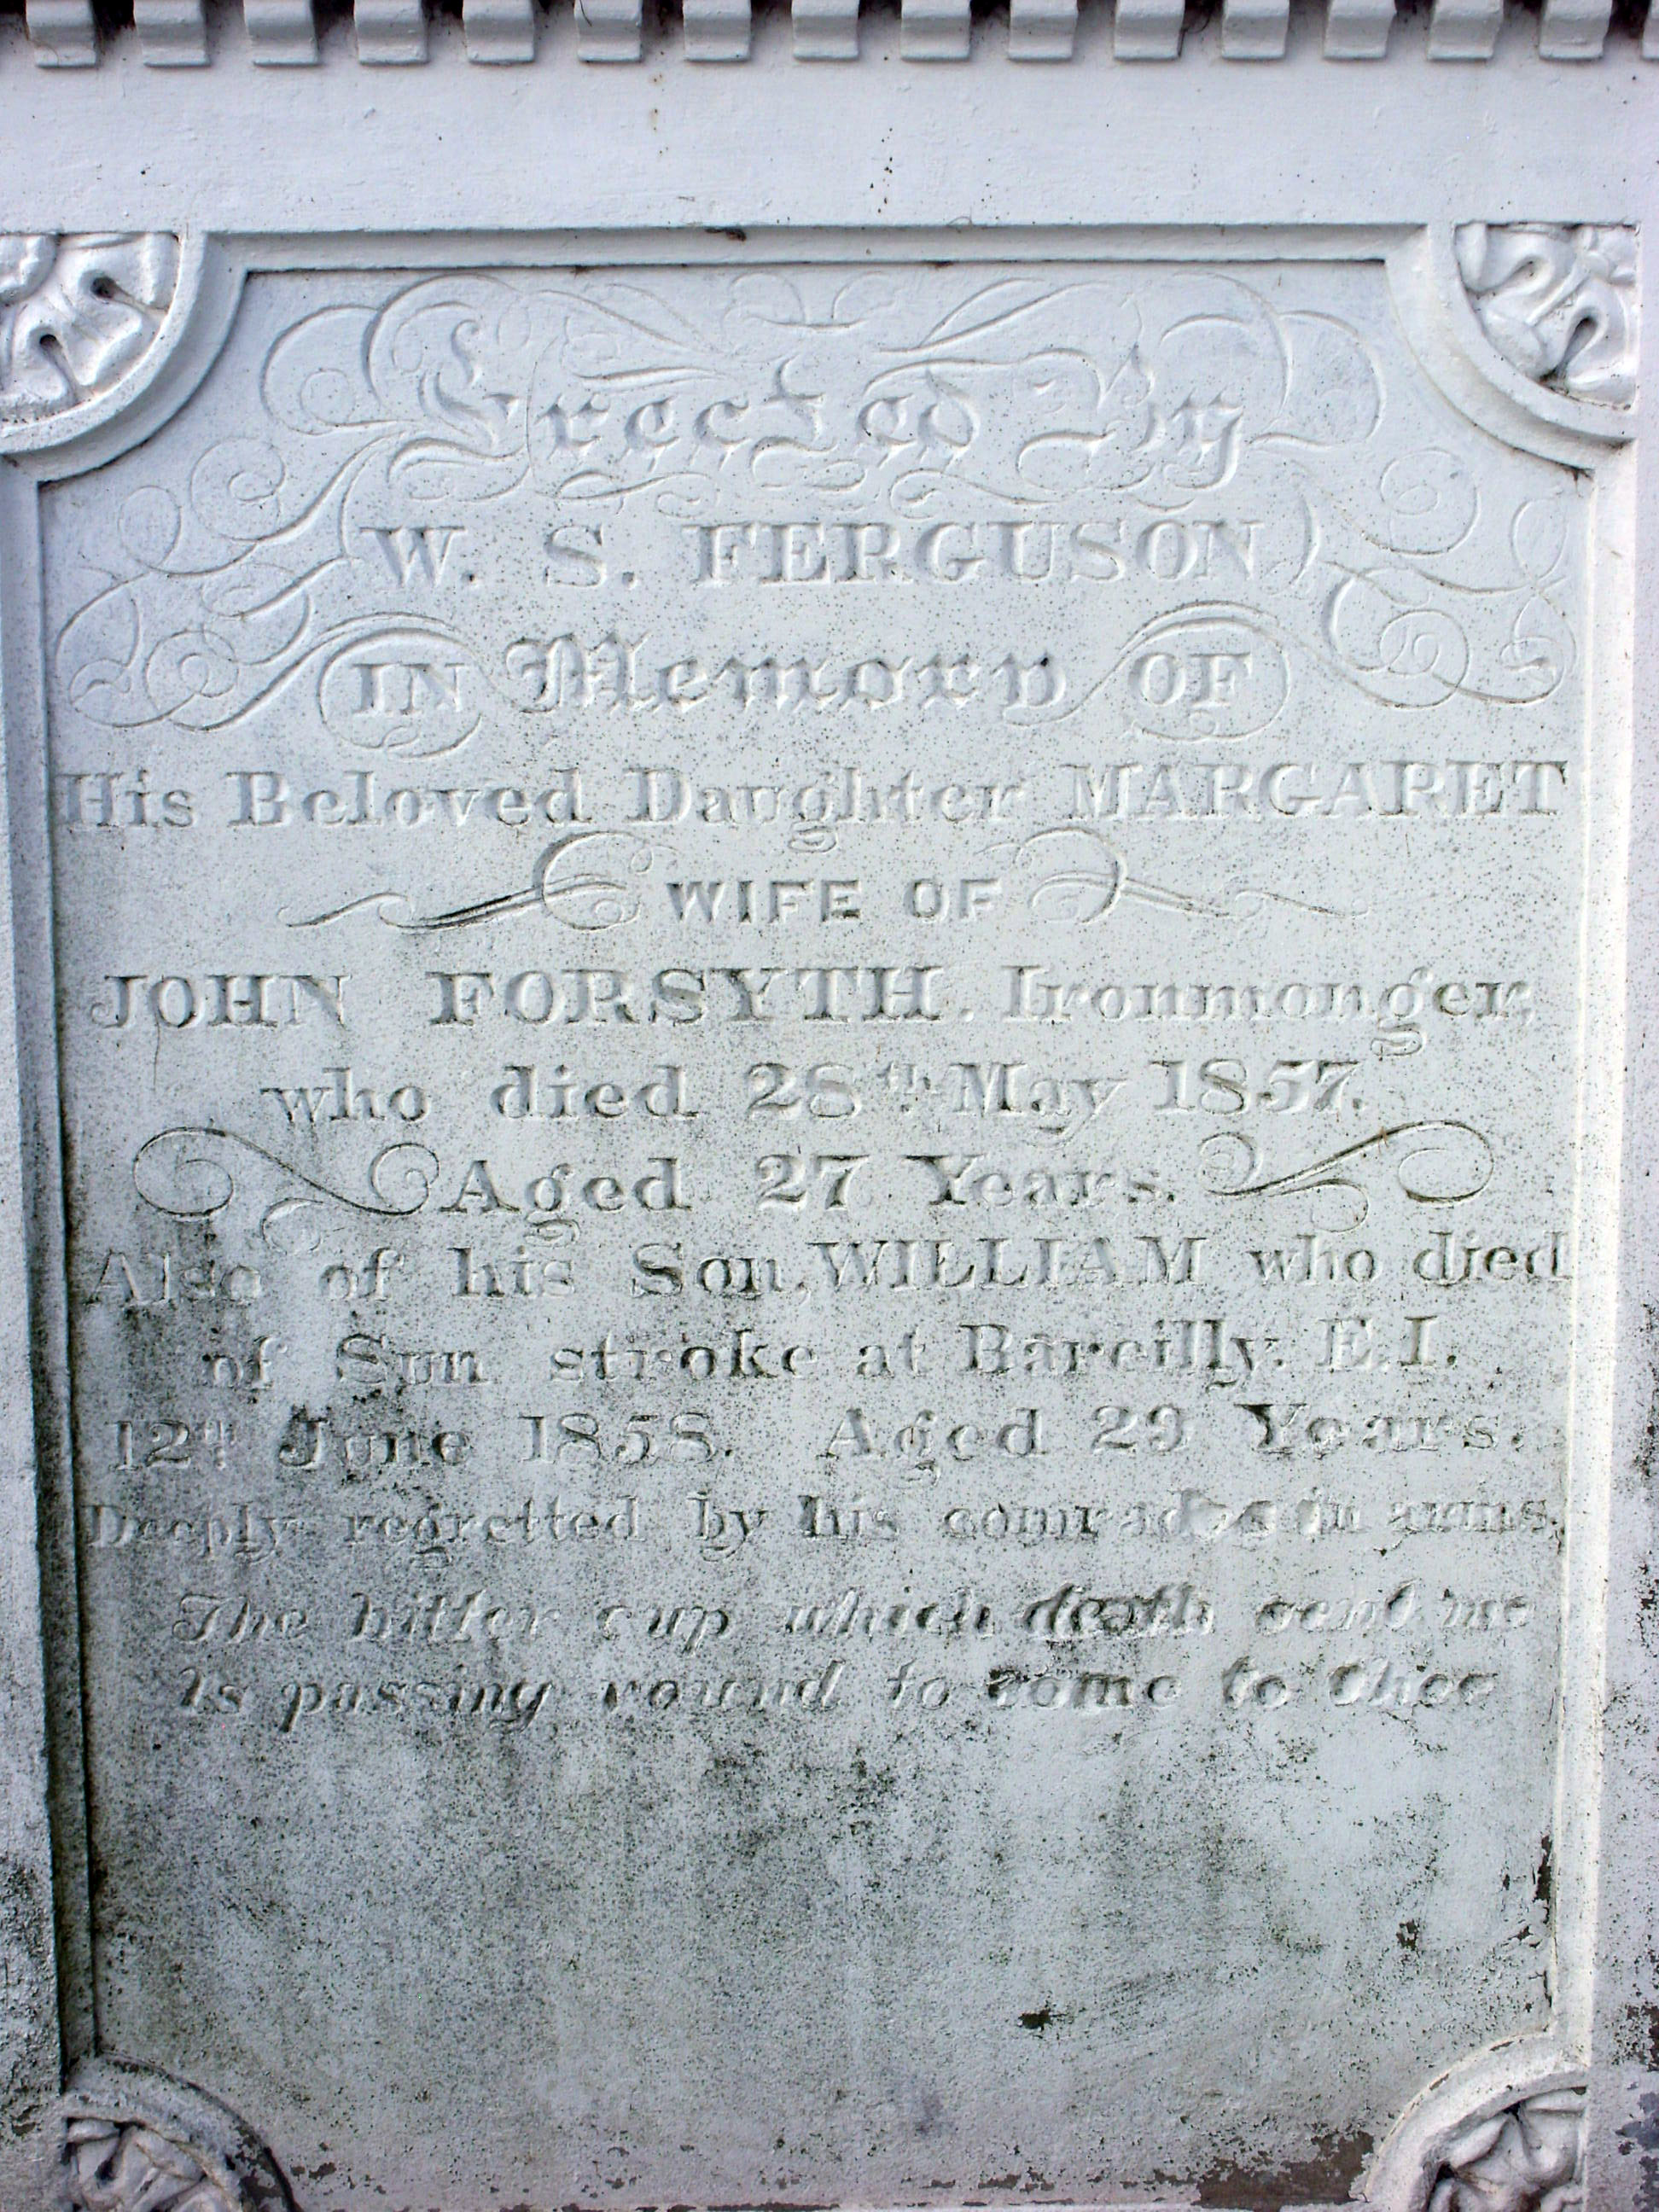 Erected By
W. S. FERGUSON
IN Memory OF
His Beloved Daughter MARGARET
WIFE OF
JOHN FORSYTH. Ironmonger,
who died 28th May 1857.
Aged 27 Years.
Also of his Son, WILLIAM who died
of Sun stroke at Bareilly. E.I.
12th June 1858. Aged 29 Years.
Deeply regretted by his comrades in arms.
The bitter cup which death sent me
Is passing round to come to thee